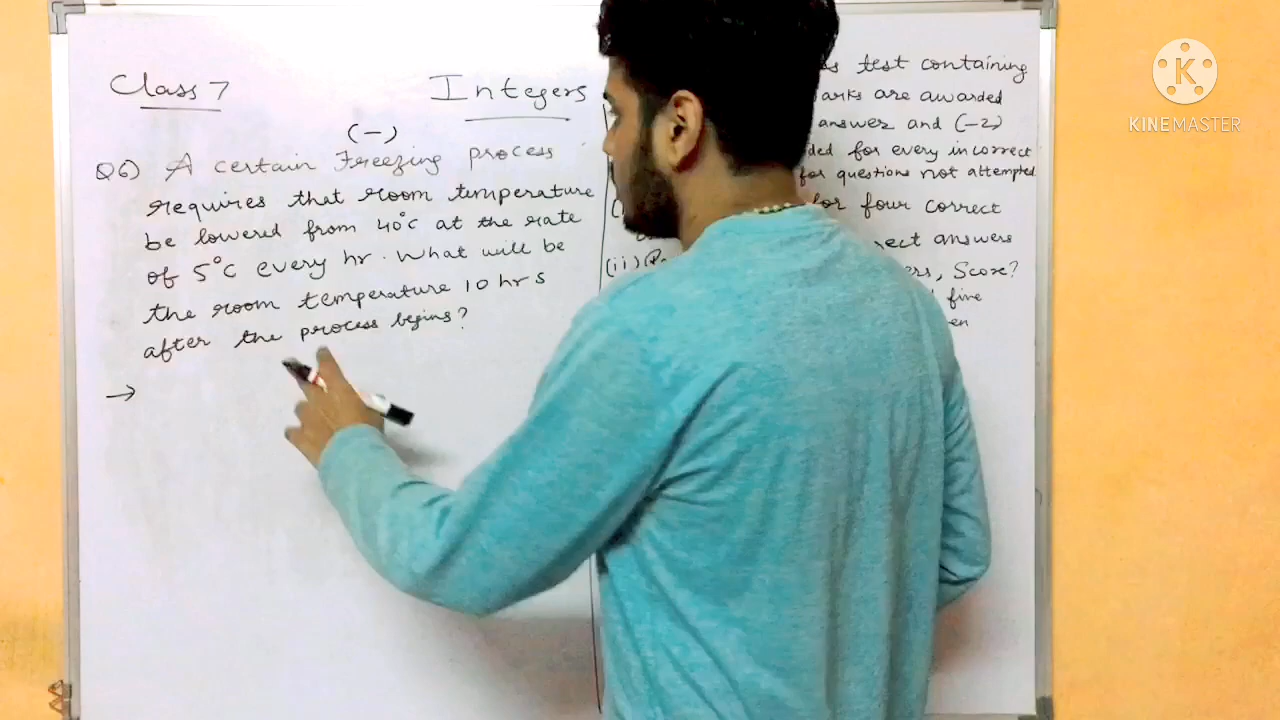 Class 7
Integers
(-)
Q6) A certain Freezing process
requires that room temperature
be lowered from 40°c at the rate
of 5°c every hr. What will be
the room temperature 10 hrs
after the process begins?
→
test containing
arks are awarded
answer and (-2)
ded for every incorrect
for questions not attempted
for four correct
rect answers
(ii)
ers, Score?
five
en
KINEMASTER